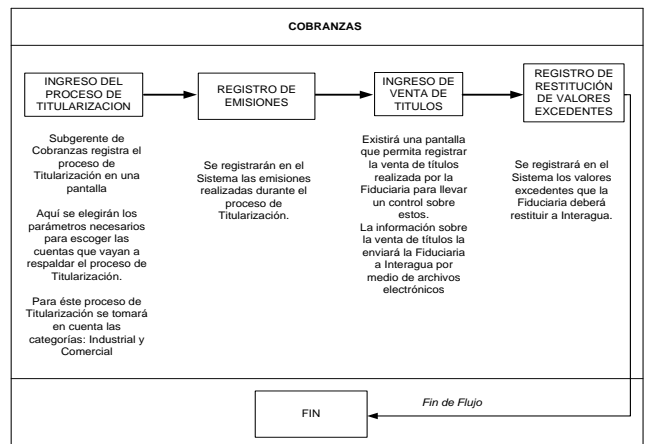 COBRANZAS
INGRESO DEL
PROCESO DE
TITULARIZACION
Subgerente de
Cobranzas registra el
proceso de
Titularización en una
pantalla
Aquí se elegirán los
parámetros necesarios
para escoger las
cuentas que vayan a
respaldar el proceso de
Titularización.
Para éste proceso de
Titularización se tomará
en cuenta las
categorías: Industrial y
Comercial
REGISTRO DE
EMISIONES
Se registrarán en el
Sistema las emisiones
realizadas durante el
proceso de
Titularización.
INGRESO DE
VENTA DE
TITULOS
Existirá una pantalla
que permita registrar
la venta de títulos
realizada por la
Fiduciaria para llevar
un control sobre
estos.
La información sobre
la venta de títulos la
enviará la Fiduciaria
a Interagua por
medio de archivos
electrónicos
REGISTRO DE
RESTITUCIÓN
DE VALORES
EXCEDENTES
Se registrará en el
Sistema los valores
excedentes que la
Fiduciaria deberá
restituir a Interagua.
Fin de Flujo
FIN